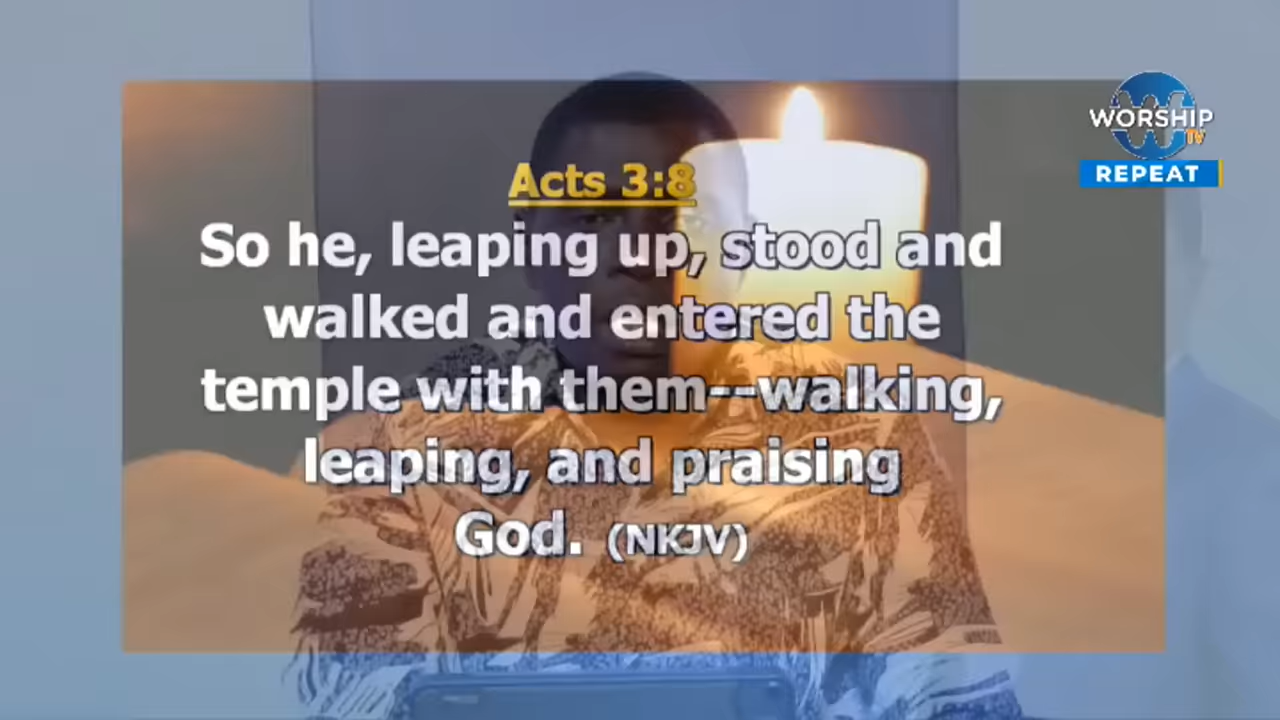 WORSHIP
TV
REPEAT
Acts 3:8
So he, leaping up, stood and
walked and entered the
temple with them--walking,
leaping, and praising
God. (NKJV)